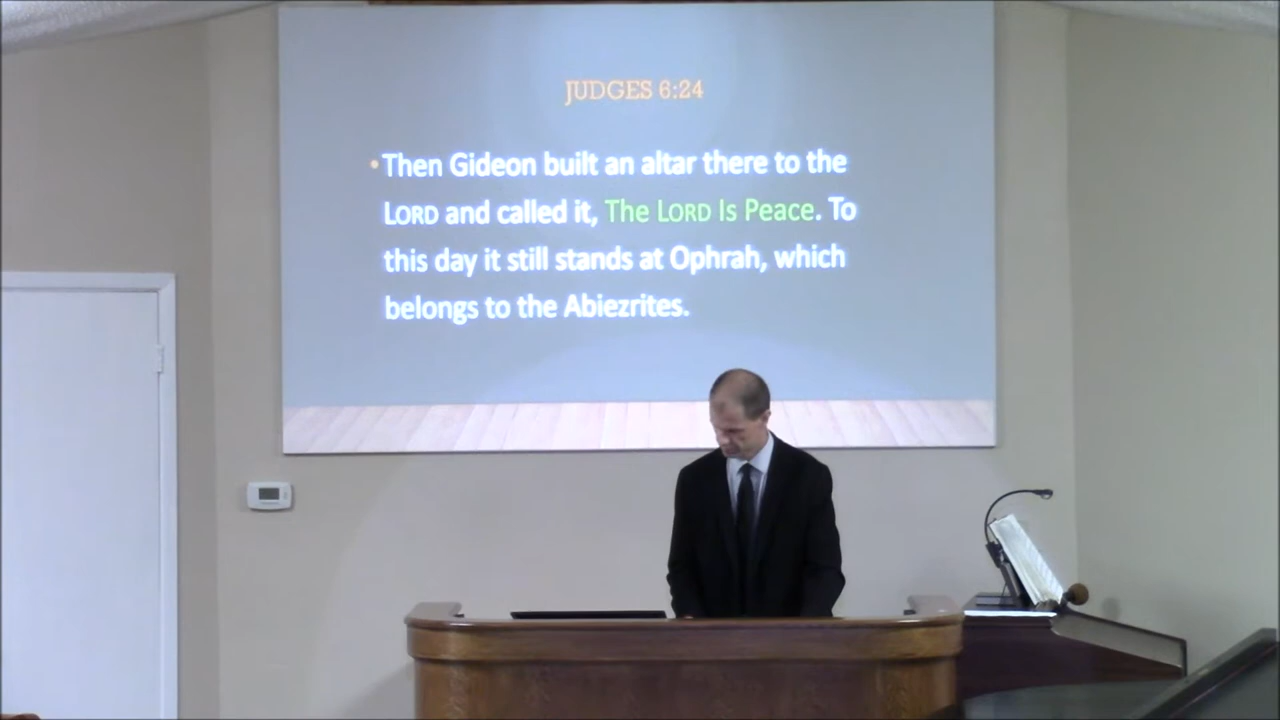 JUDGES 6:24
• Then Gideon built an altar there to the
LORD and called it, The LORD Is Peace. To
this day it still stands at Ophrah, which
belongs to the Abiezrites.